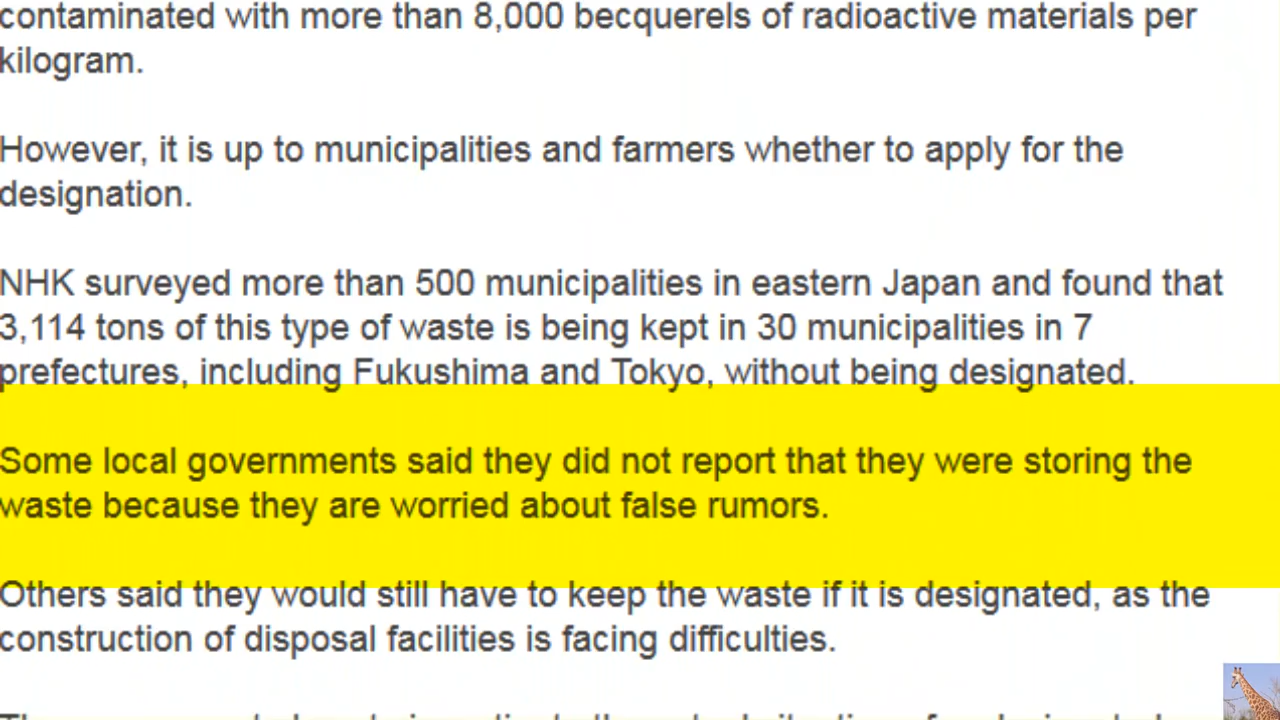 contaminated with more than 8,000 becquerels of radioactive materials per
kilogram.
However, it is up to municipalities and farmers whether to apply for the
designation.
NHK surveyed more than 500 municipalities in eastern Japan and found that
3,114 tons of this type of waste is being kept in 30 municipalities in 7
prefectures, including Fukushima and Tokyo, without being designated.
Some local governments said they did not report that they were storing the
waste because they are worried about false rumors.
Others said they would still have to keep the waste if it is designated, as the
construction of disposal facilities is facing difficulties.